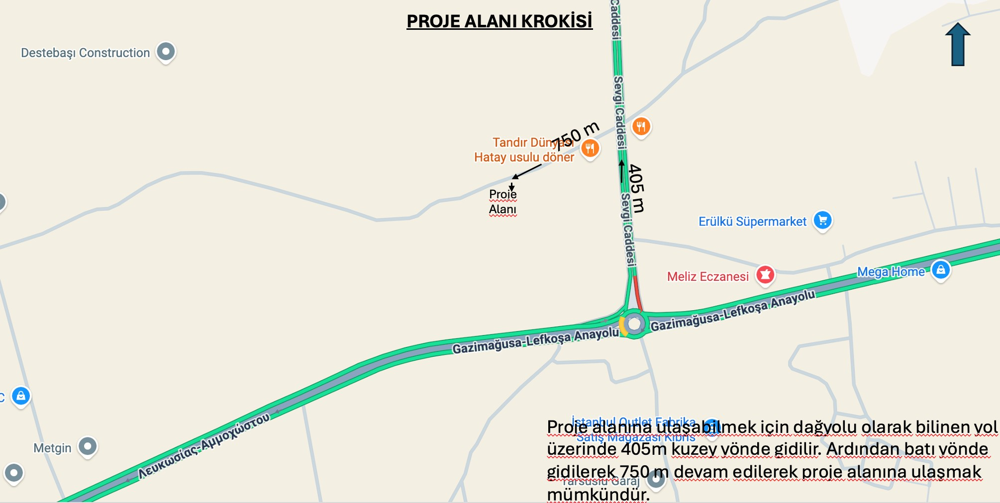 PROJE ALANI KROKİSİ
Caddesi
Destebaşı Construction
Sevgi Caddesi
750 m
Tandır Dünyası
Hatay usulu döner
405 m
Proje
Alanı
Sevgi Caddesi
Erülkü Süpermarket
Meliz Eczanesi
Mega Home
Gazimağusa-Lefkoşa Anayolu
Gazimağusa-Lefkoşa Anayolu
C
Λευκωσίας-Αμμοχώστου
Metgin
İstanbul Outlet Fabrika
Satış Mağazası Kıbrıs
Proje alanına ulaşabilmek için dağyolu olarak bilinen yol
üzerinde 405m kuzey yönde gidilir. Ardından batı yönde
gidilerek 750 m devam edilerek proje alanına ulaşmak
mümkündür.
Tarsuslu Garaj